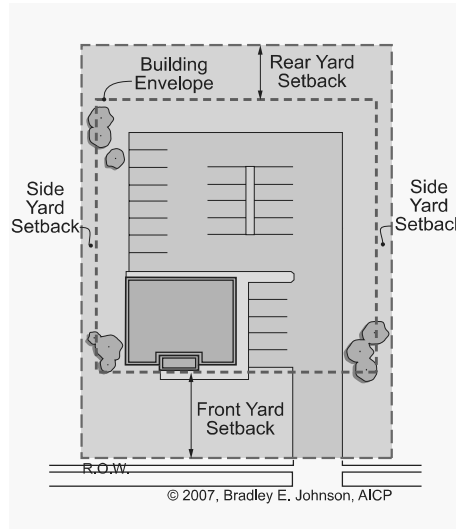 Building
Envelope
Rear Yard
Setback
Side
Yard
Setback
Side
Yard
Setback
Front Yard
Setback
R.O.W.
© 2007, Bradley E. Johnson, AICP